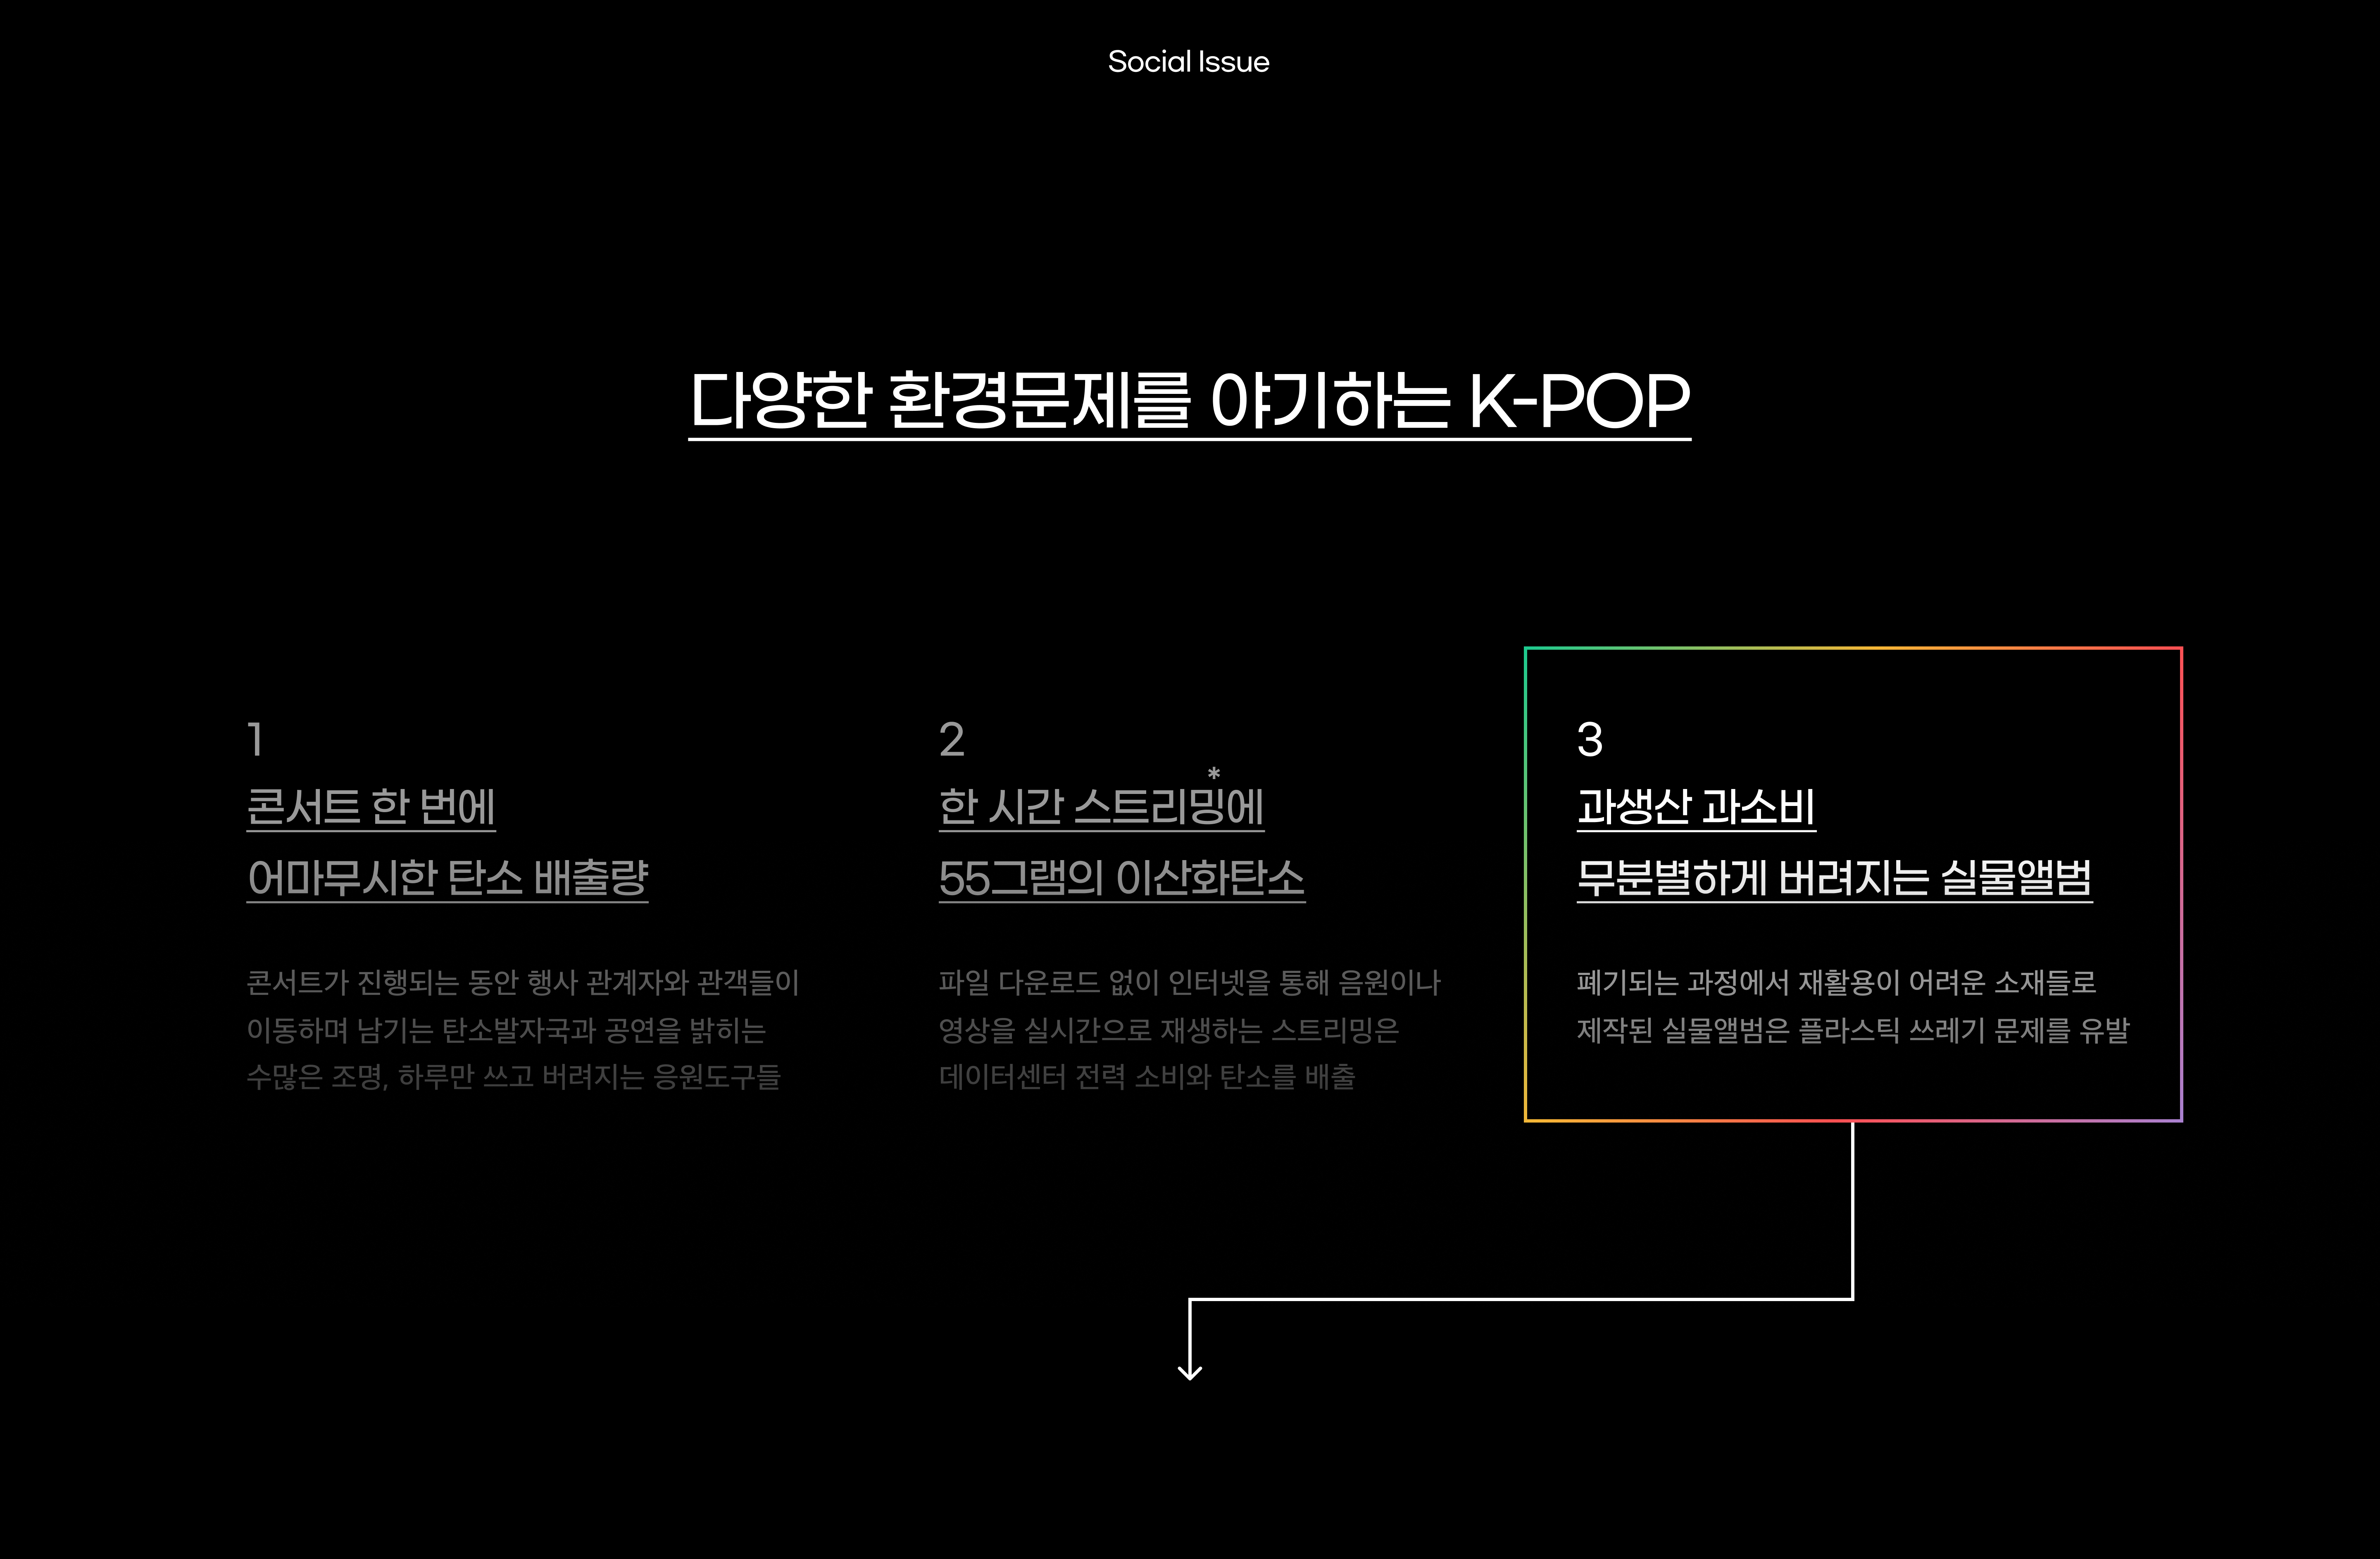 Social Issue
다양한 환경문제를 야기하는 K-POP
1
콘서트 한 번에
어마무시한 탄소 배출량
콘서트가 진행되는 동안 행사 관계자와 관객들이
이동하며 남기는 탄소발자국과 공연을 밝히는
수많은 조명, 하루만 쓰고 버려지는 응원도구들
2
한 시간 스트리밍*에
55그램의 이산화탄소
파일 다운로드 없이 인터넷을 통해 음원이나
영상을 실시간으로 재생하는 스트리밍은
데이터센터 전력 소비와 탄소를 배출
3
과생산 과소비
무분별하게 버려지는 실물앨범
폐기되는 과정에서 재활용이 어려운 소재들로
제작된 실물앨범은 플라스틱 쓰레기 문제를 유발